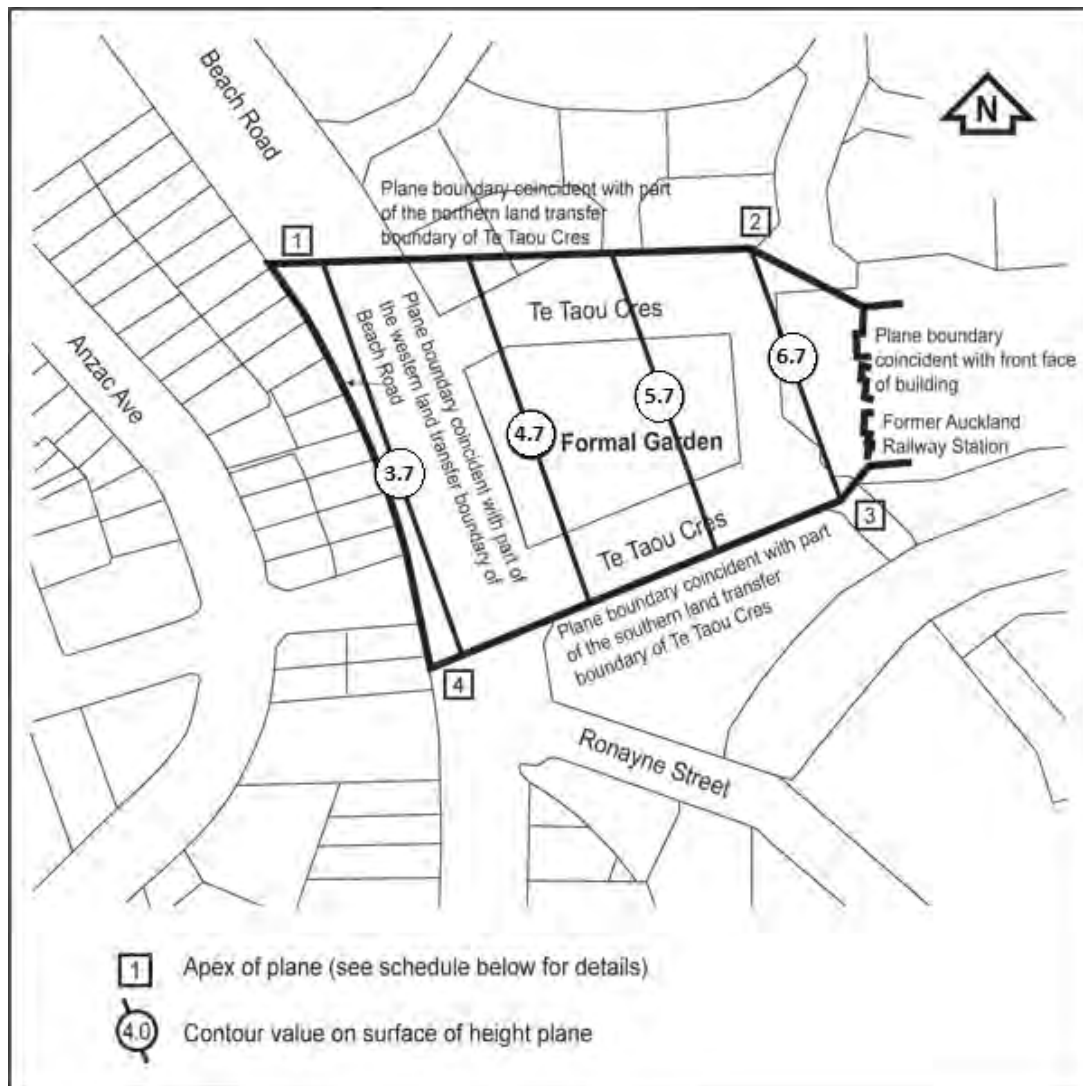 Beach Road
N
Plane boundary coincident with part
of the northern land transfer
boundary of Te Taou Cres
1
2
Te Taou Cres
Plane boundary coincident with part of
the western land transfer boundary of
Beach Road
Anzac Ave
Plane boundary
coincident with front face
of building
6.7
5.7
4.7
3.7
Formal Garden
Former Auckland
Railway Station
Te Taou Cres
3
Plane boundary coincident with part
of the southern land transfer
boundary of Te Taou Cres
4
Ronayne Street
1 Apex of plane (see schedule below for details)
4.0 Contour value on surface of height plane